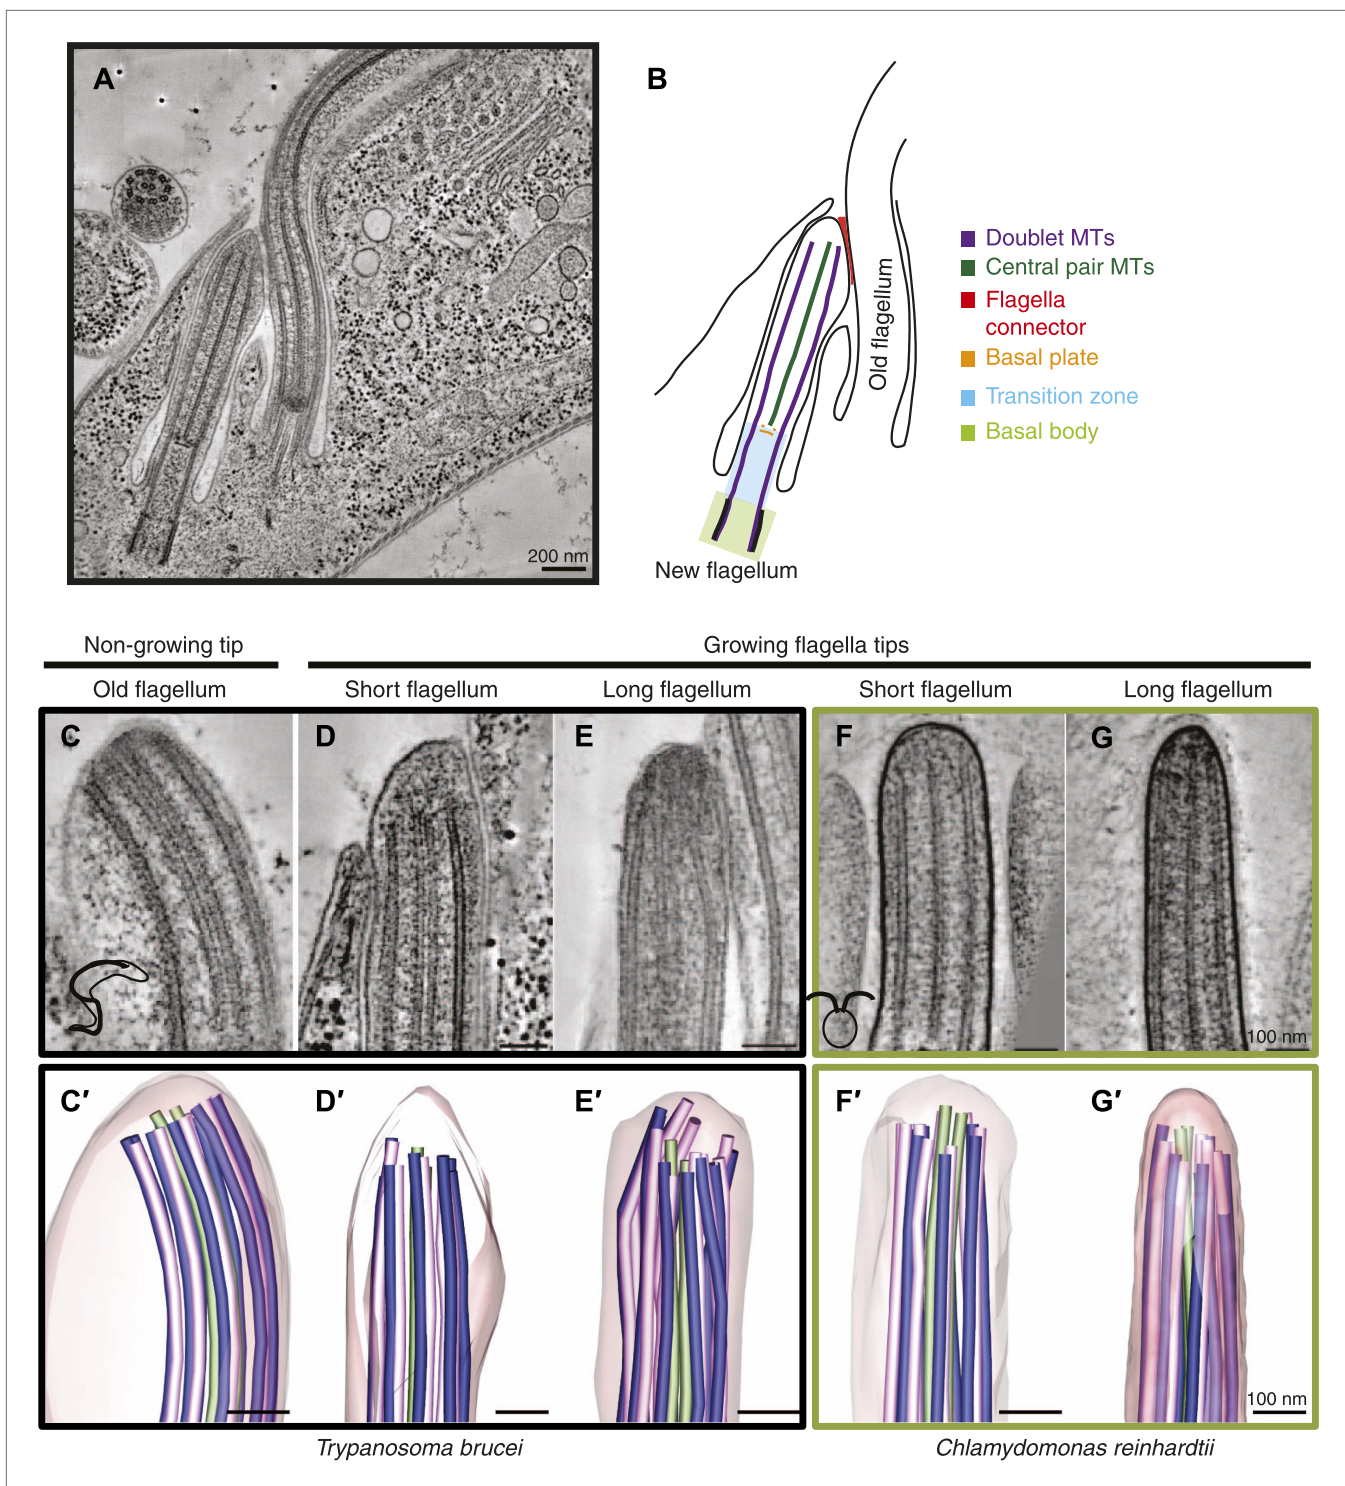 A
200 nm
B
Old flagellum
New flagellum
Doublet MTs
Central pair MTs
Flagella
connector
Basal plate
Transition zone
Basal body
Non-growing tip
Growing flagella tips
Old flagellum
Short flagellum
Long flagellum
Short flagellum
Long flagellum
C
D
E
F
G
100 nm
C′
D′
E′
F′
G′
100 nm
Trypanosoma brucei
Chlamydomonas reinhardtii